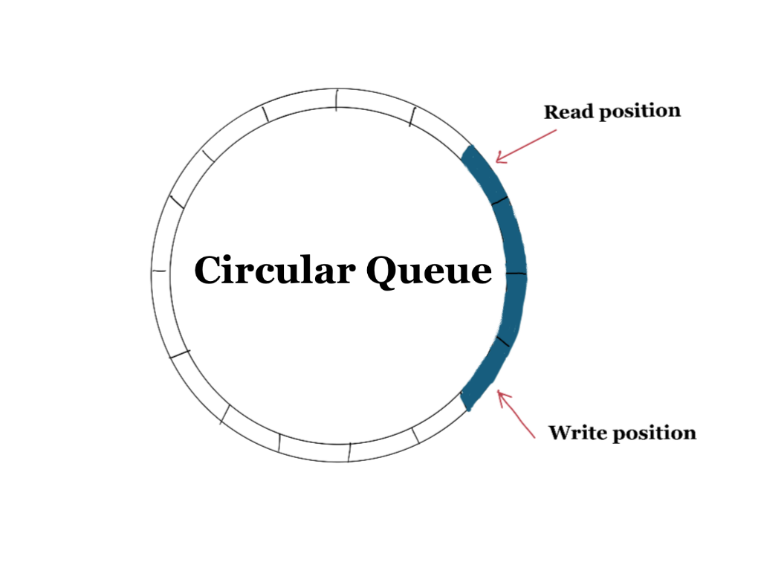 Read position
Circular Queue
Write position